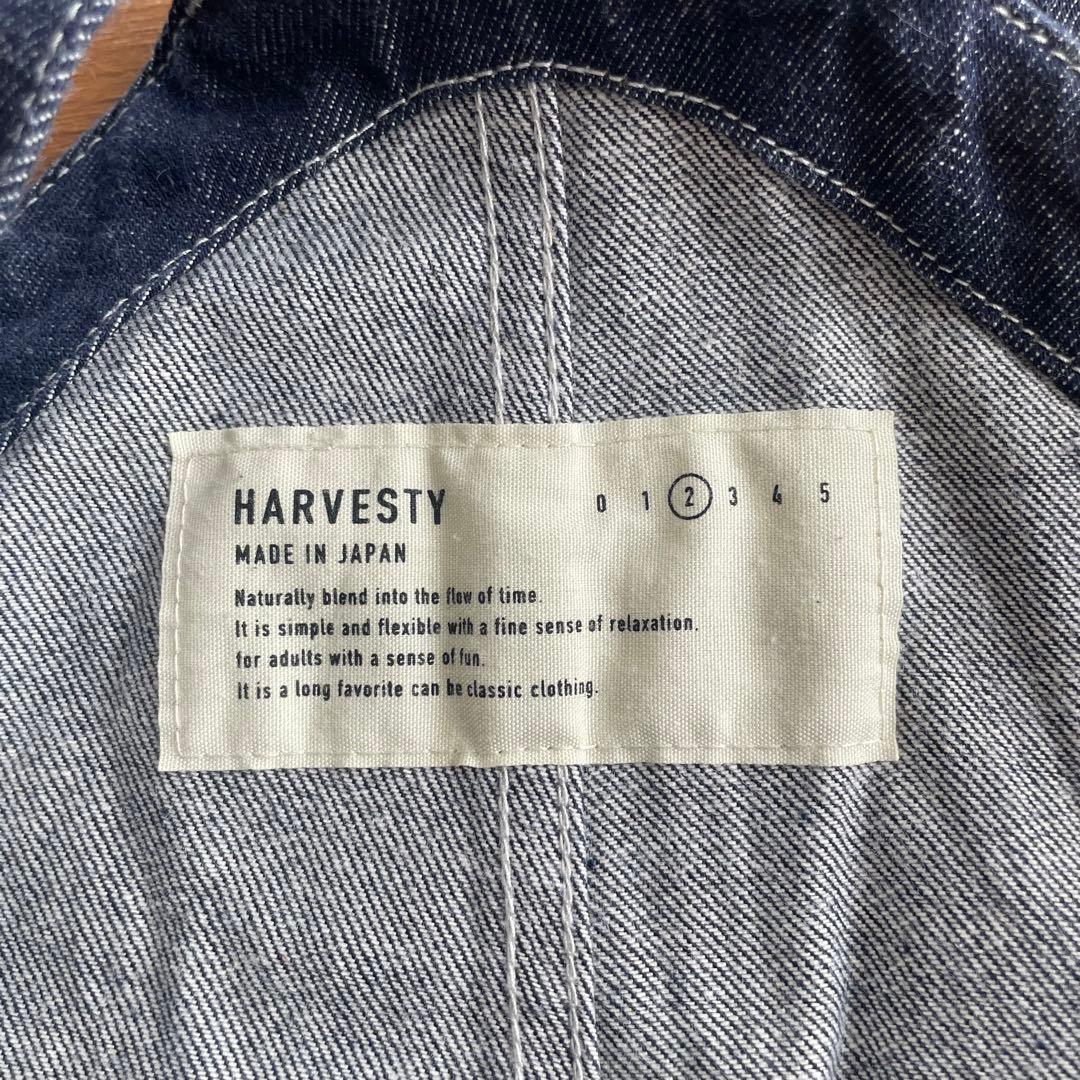 HARVESTY 0 1 2 3 4 5
MADE IN JAPAN
Naturally blend into the flow of time.
It is simple and flexible with a fine sense of relaxation.
for adults with a sense of fun.
It is a long favorite can be classic clothing.